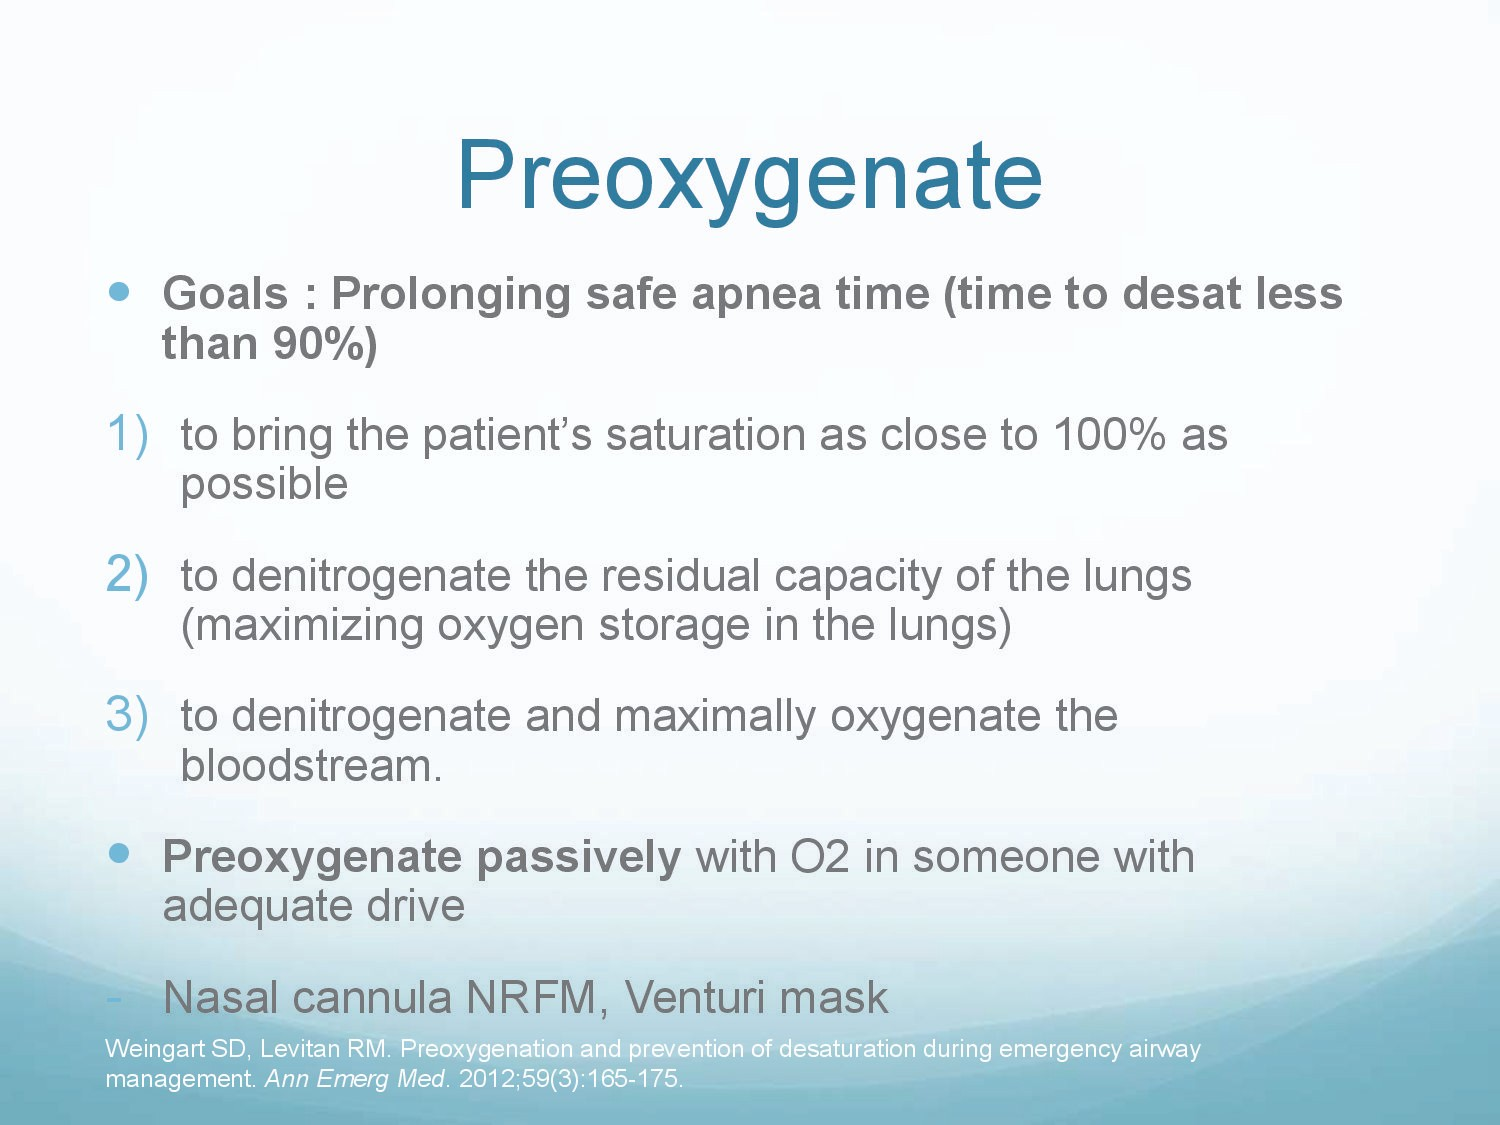 Preoxygenate
• Goals : Prolonging safe apnea time (time to desat less
than 90%)
1) to bring the patient’s saturation as close to 100% as
possible
2) to denitrogenate the residual capacity of the lungs
(maximizing oxygen storage in the lungs)
3) to denitrogenate and maximally oxygenate the
bloodstream.
• Preoxygenate passively with O2 in someone with
adequate drive
- Nasal cannula NRFM, Venturi mask
Weingart SD, Levitan RM. Preoxygenation and prevention of desaturation during emergency airway
management. Ann Emerg Med. 2012;59(3):165-175.